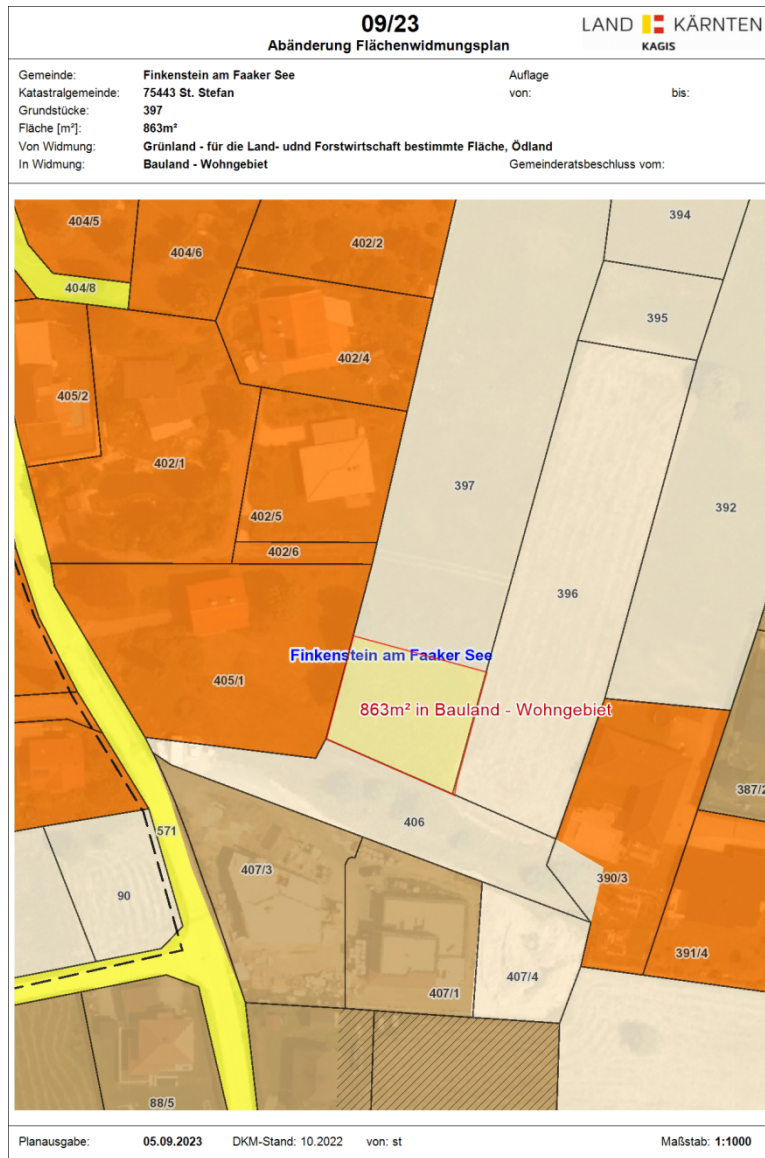 09/23
Abänderung Flächenwidmungsplan
LAND KÄRNTEN
KAGIS
Gemeinde: Finkenstein am Faaker See Auflage
Katastralgemeinde: 75443 St. Stefan von: bis:
Grundstücke: 397
Fläche [m²]: 863m²
Von Widmung: Grünland - für die Land- udnd Forstwirtschaft bestimmte Fläche, Ödland
In Widmung: Bauland - Wohngebiet Gemeinderatsbeschluss vom:
404/5
394
404/6
402/2
404/8
395
402/4
405/2
402/1
397
392
402/5
402/6
396
Finkenstein am Faaker See
405/1
863m² in Bauland - Wohngebiet
387/2
406
571
407/3
390/3
90
391/4
407/4
407/1
88/5
Planausgabe: 05.09.2023 DKM-Stand: 10.2022 von: st Maßstab: 1:1000